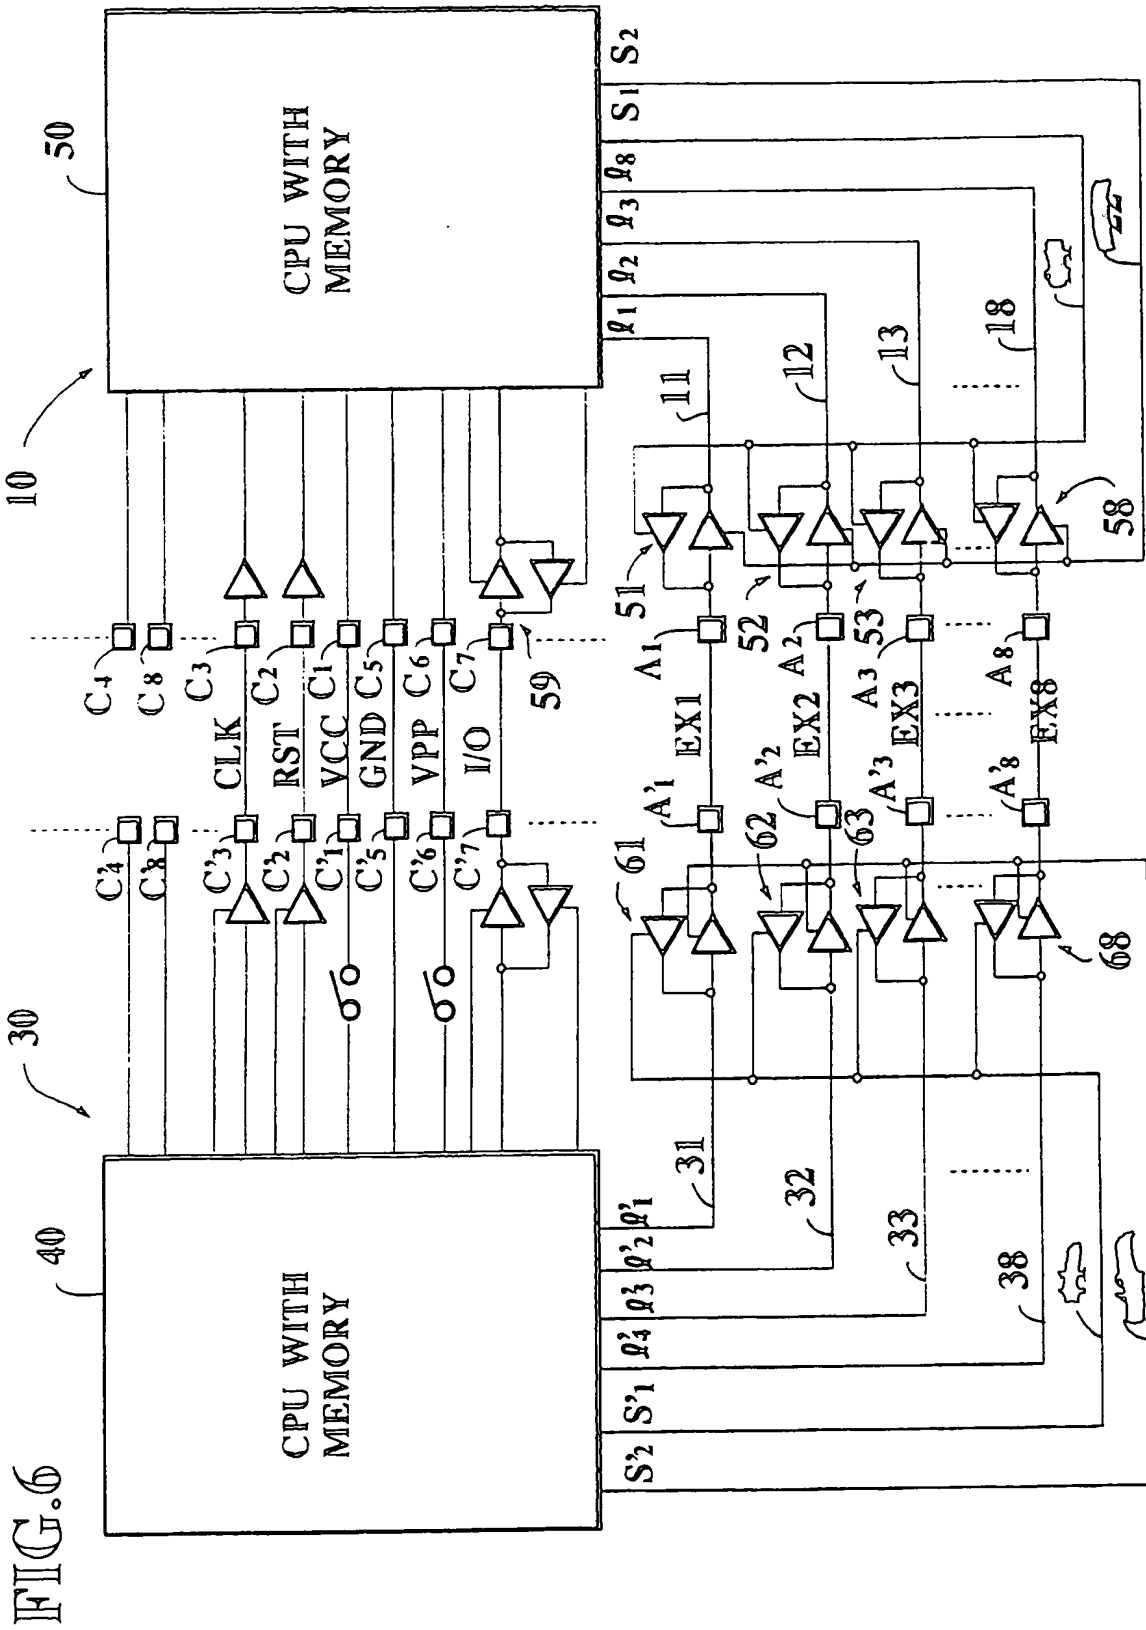 FIG.6
30
10
40
50
CPU WITH
MEMORY
CPU WITH
MEMORY
C'4
C4
C'8
C8
C'3
CLK
C3
C'2
RST
C2
C'1
VCC
C1
C'5
GND
C5
C'6
VPP
C6
C'7
I/O
C7
59
S'2
S'1
ℓ'4
ℓ'3
ℓ'2
ℓ'1
ℓ1
ℓ2
ℓ3
ℓ8
S1
S2
31
61
A'1
EX1
A1
51
11
32
62
A'2
EX2
A2
52
12
33
63
A'3
EX3
A3
53
13
38
68
A'8
EX8
A8
58
18